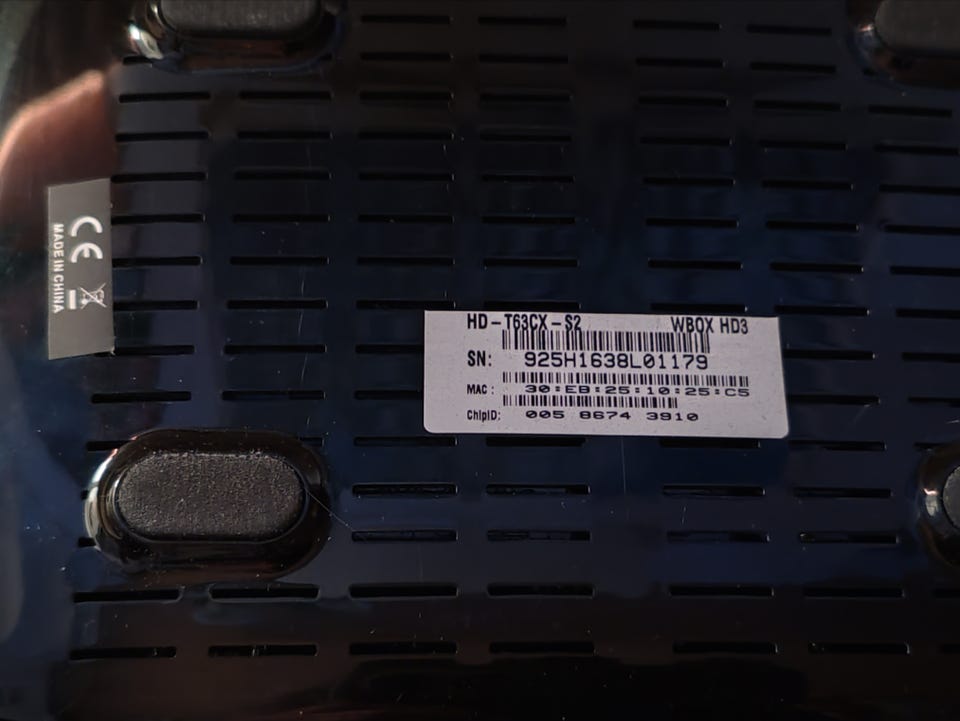 CE
MADE IN CHINA
HD-T63CX-S2 WBOX HD3
SN: 925H1638L01179
MAC: 30:EB:25:10:25:C5
ChipID: 005 8674 3910